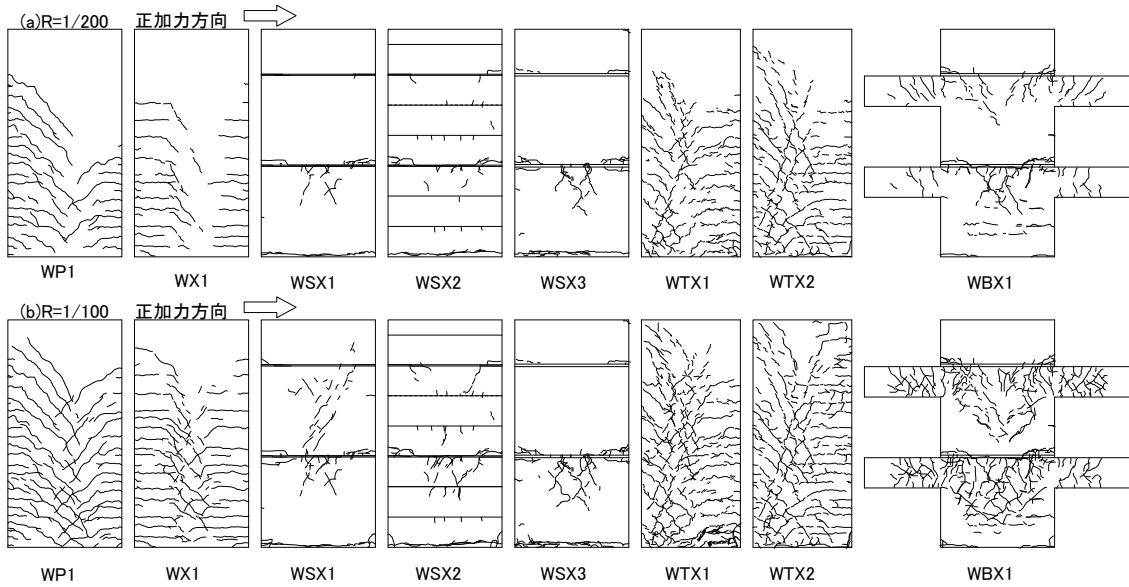 (a)R=1/200 正加力方向
WP1 WX1 WSX1 WSX2 WSX3 WTX1 WTX2 WBX1
(b)R=1/100 正加力方向
WP1 WX1 WSX1 WSX2 WSX3 WTX1 WTX2 WBX1